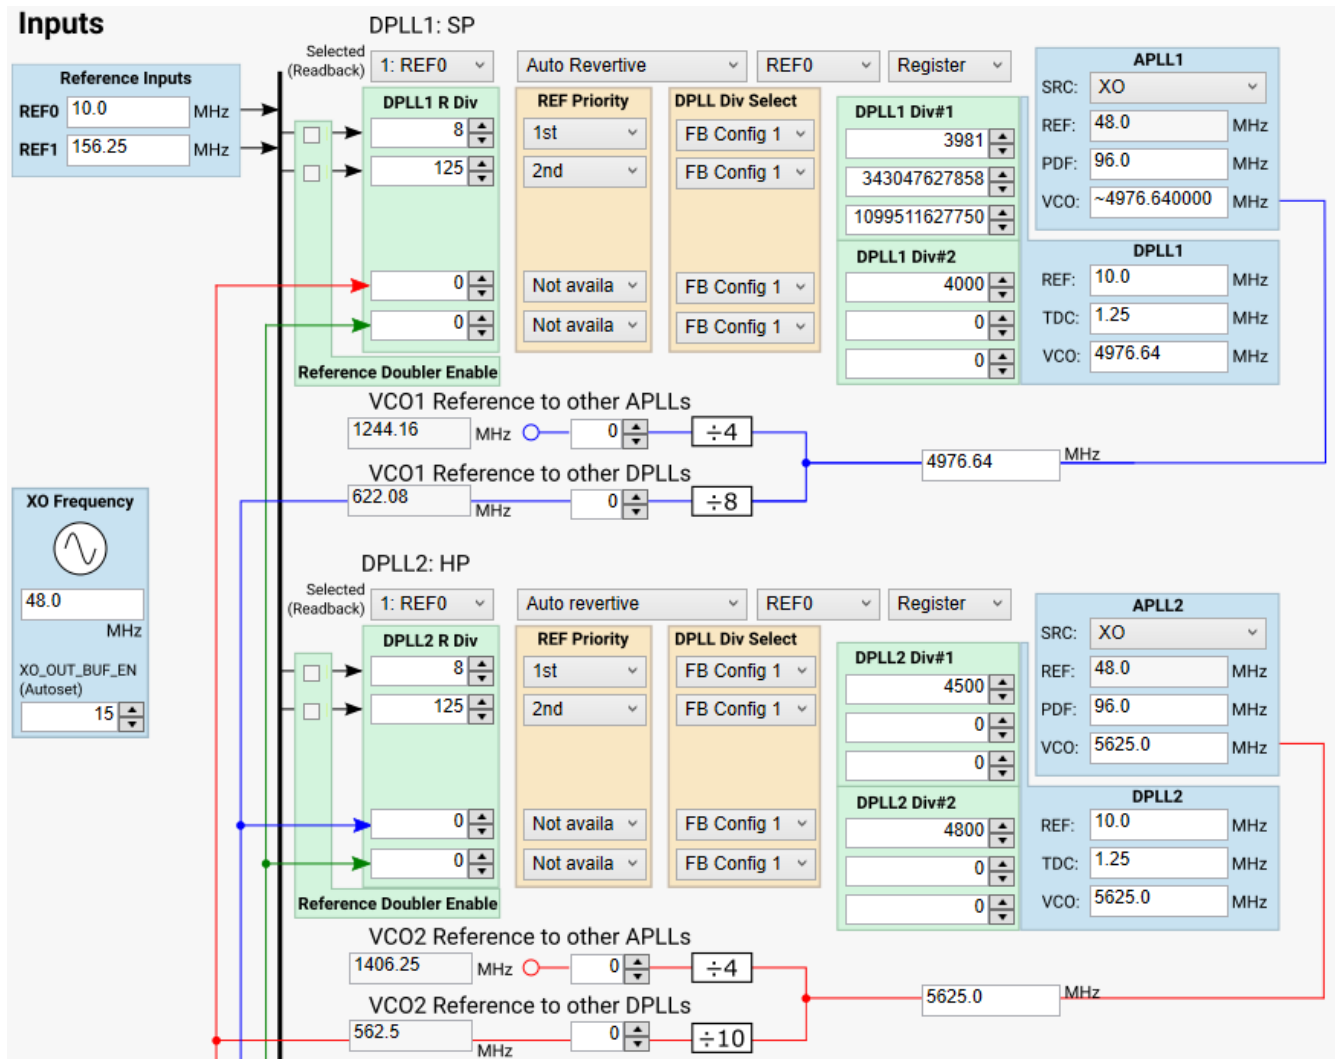 Inputs
DPLL1: SP
Selected
(Readback)
1: REF0
Auto Revertive
REF0
Register
Reference Inputs
REF0 10.0 MHz
REF1 156.25 MHz
DPLL1 R Div
8
125
0
0
Reference Doubler Enable
REF Priority
1st
2nd
Not availa
Not availa
DPLL Div Select
FB Config 1
FB Config 1
FB Config 1
FB Config 1
DPLL1 Div#1
3981
343047627858
1099511627750
DPLL1 Div#2
4000
0
0
APLL1
SRC: XO
REF: 48.0 MHz
PDF: 96.0 MHz
VCO: ~4976.640000 MHz
DPLL1
REF: 10.0 MHz
TDC: 1.25 MHz
VCO: 4976.64 MHz
VCO1 Reference to other APLLs
1244.16 MHz 0 ÷4
4976.64 MHz
VCO1 Reference to other DPLLs
622.08 MHz 0 ÷8
XO Frequency
48.0
MHz
XO_OUT_BUF_EN
(Autoset)
15
DPLL2: HP
Selected
(Readback)
1: REF0
Auto revertive
REF0
Register
DPLL2 R Div
8
125
0
0
Reference Doubler Enable
REF Priority
1st
2nd
Not availa
Not availa
DPLL Div Select
FB Config 1
FB Config 1
FB Config 1
FB Config 1
DPLL2 Div#1
4500
0
0
DPLL2 Div#2
4800
0
0
APLL2
SRC: XO
REF: 48.0 MHz
PDF: 96.0 MHz
VCO: 5625.0 MHz
DPLL2
REF: 10.0 MHz
TDC: 1.25 MHz
VCO: 5625.0 MHz
VCO2 Reference to other APLLs
1406.25 MHz 0 ÷4
5625.0 MHz
VCO2 Reference to other DPLLs
562.5 MHz 0 ÷10